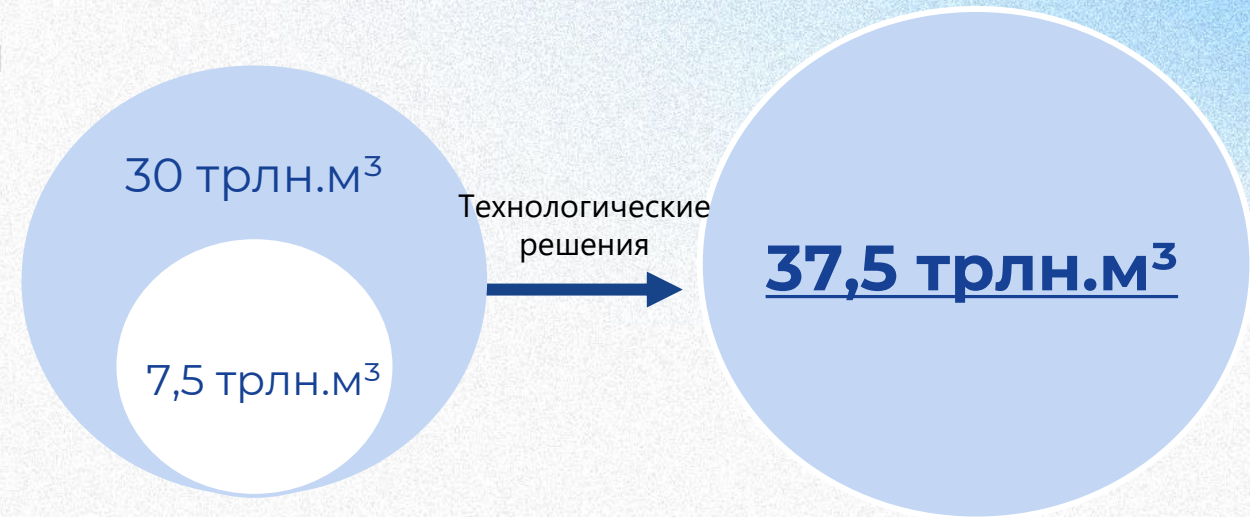 30 трлн.м³
7,5 трлн.м³
Технологические
решения
37,5 трлн.м³